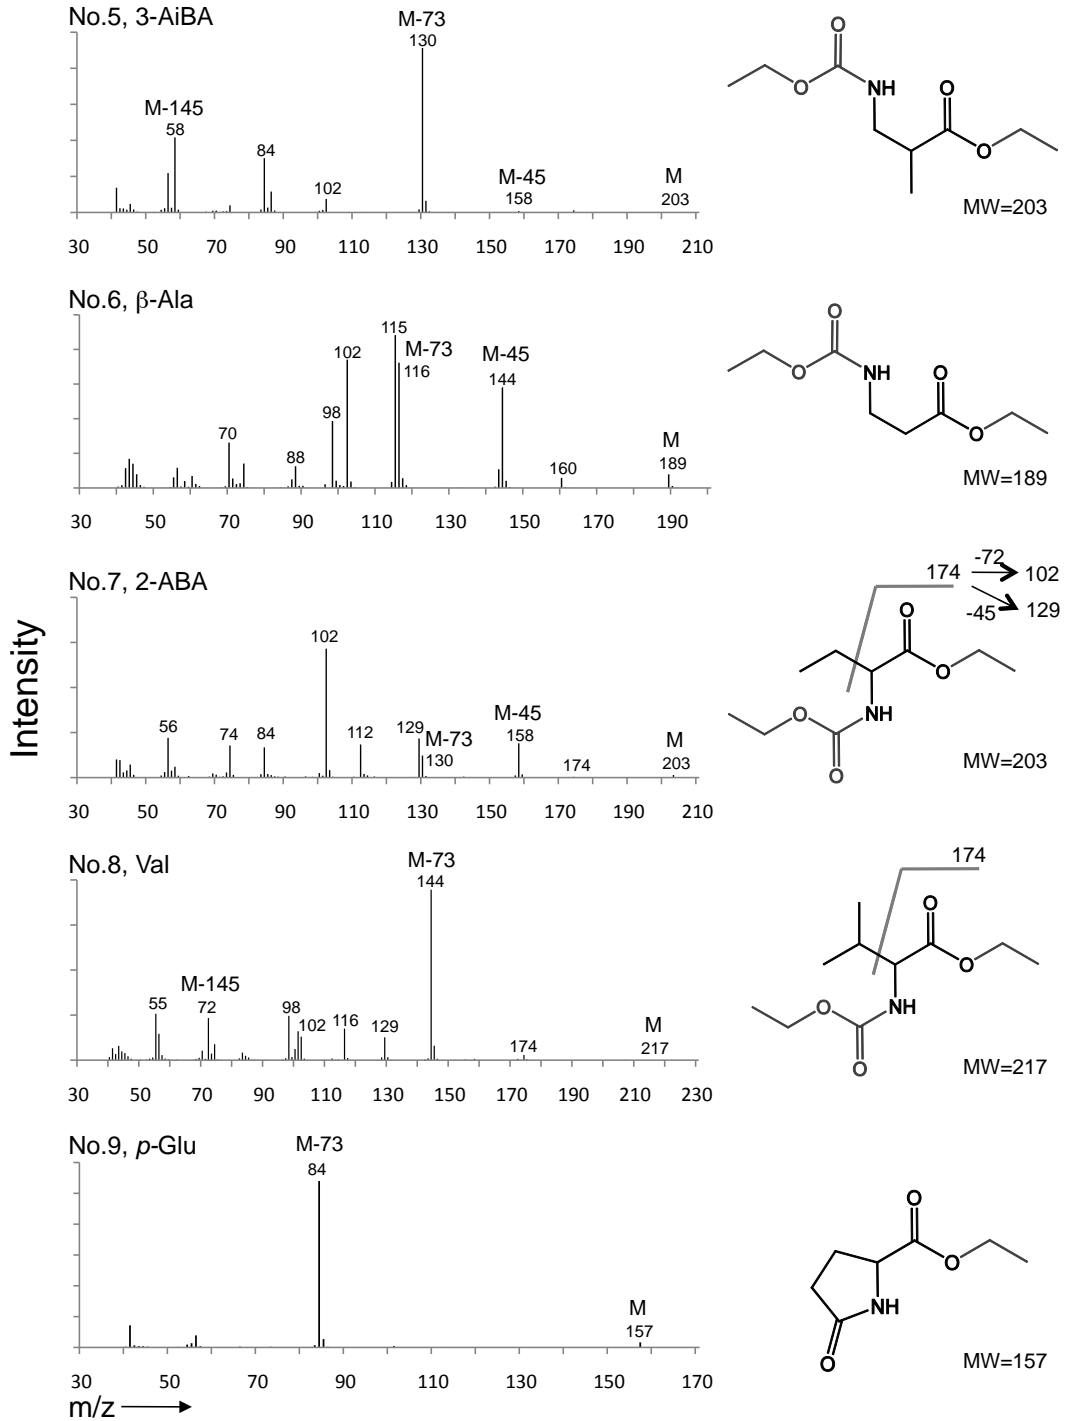 No.5, 3-AiBA
M-73
130
M-145
58
84
102
M-45
158
M
203
30 50 70 90 110 130 150 170 190 210
O
O
NH
O
O
MW=203
No.6, β-Ala
115
102
M-73
116
M-45
144
98
70
88
160
M
189
30 50 70 90 110 130 150 170 190
O
O
NH
O
O
MW=189
Intensity
No.7, 2-ABA
102
56
74
84
112
129
M-73
130
M-45
158
174
M
203
30 50 70 90 110 130 150 170 190 210
174
-72
102
-45
129
O
O
O
NH
O
MW=203
No.8, Val
M-73
144
M-145
55
72
98
102
116
129
174
M
217
30 50 70 90 110 130 150 170 190 210 230
174
O
O
O
NH
O
MW=217
No.9, p-Glu
M-73
84
M
157
30 50 70 90 110 130 150 170
m/z
O
O
NH
O
MW=157